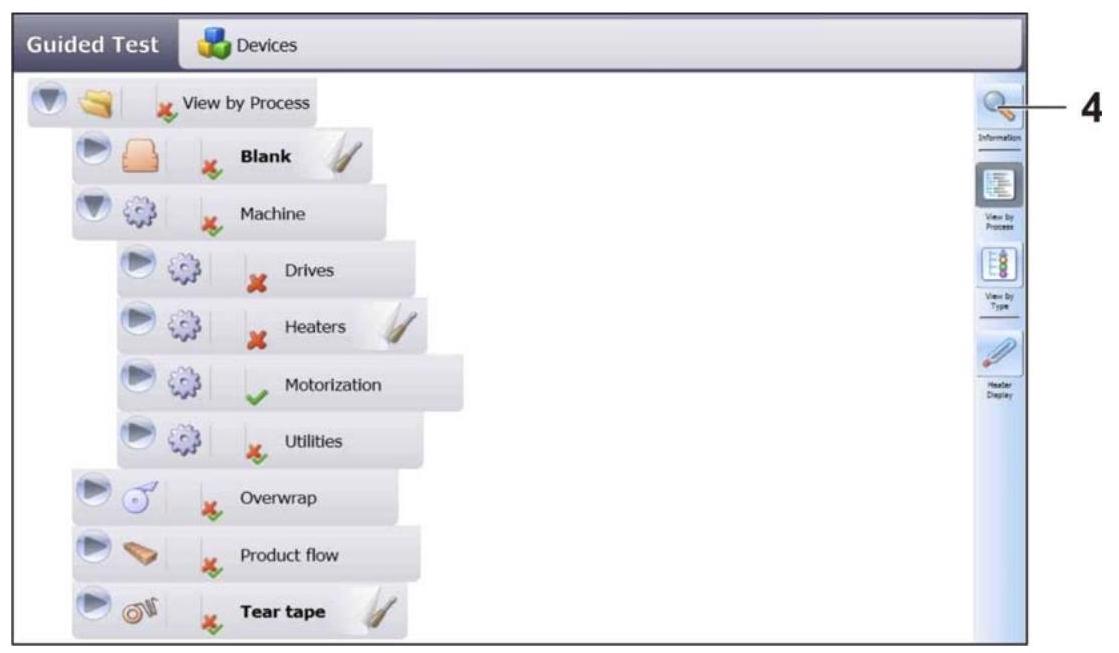 Guided Test
Devices
View by Process
Blank
Machine
Drives
Heaters
Motorization
Utilities
Overwrap
Product flow
Tear tape
4
Information
View by
Process
View by
Type
Heater
Display